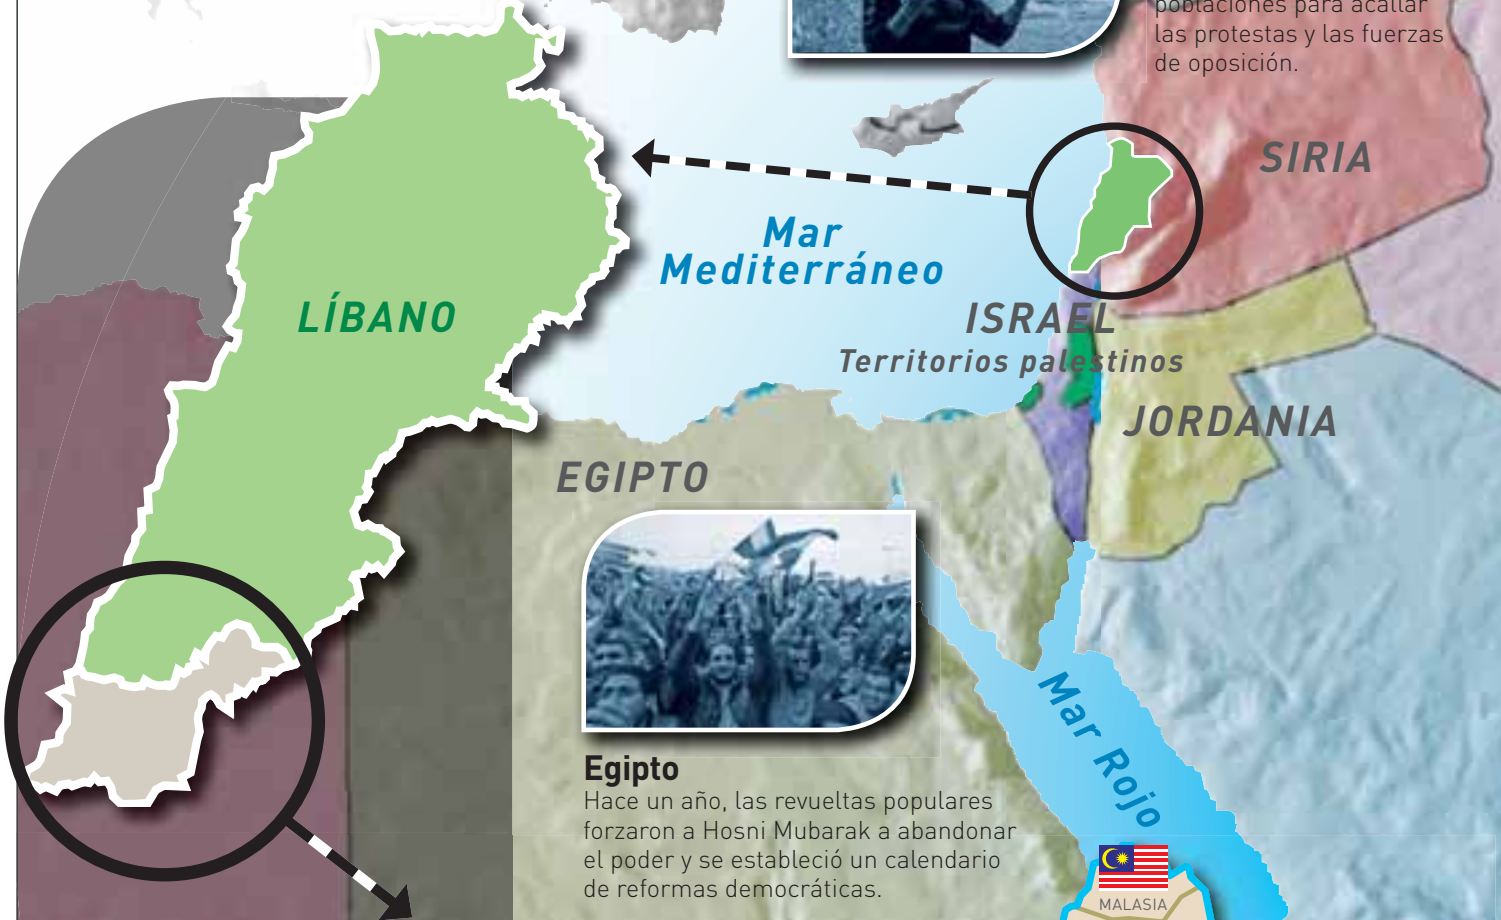 poblaciones para acallar
las protestas y las fuerzas
de oposición.
SIRIA
Mar
Mediterráneo
LÍBANO
ISRAEL
Territorios palestinos
JORDANIA
EGIPTO
Mar Rojo
Egipto
Hace un año, las revueltas populares
forzaron a Hosni Mubarak a abandonar
el poder y se estableció un calendario
de reformas democráticas.
MALASIA